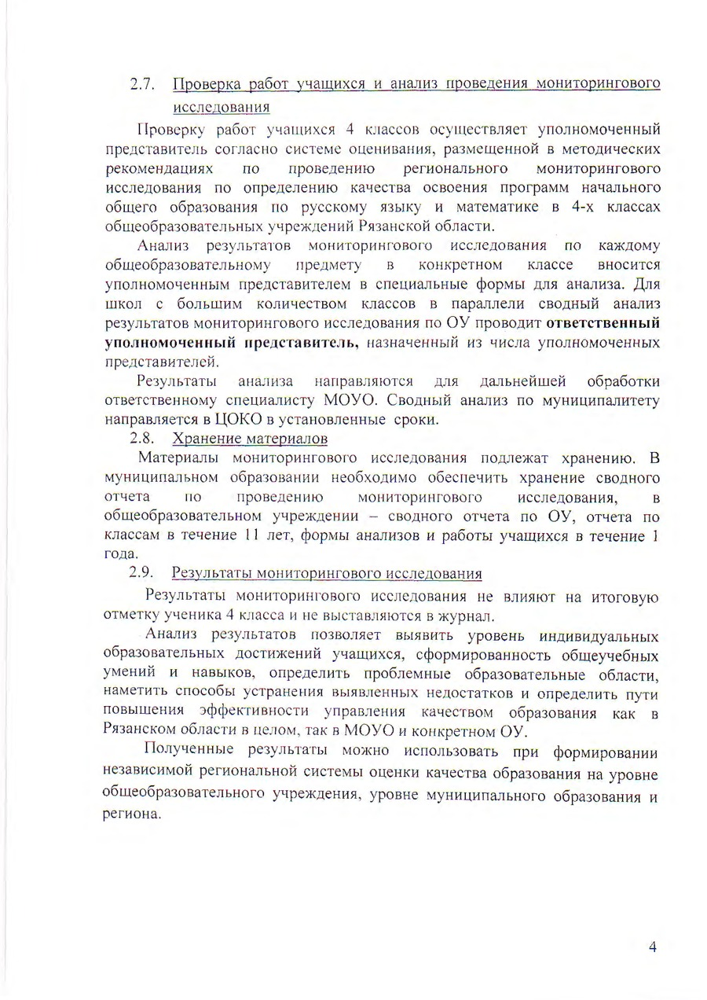 2.7. Проверка работ учащихся и анализ проведения мониторингового
исследования
Проверку работ учащихся 4 классов осуществляет уполномоченный
представитель согласно системе оценивания, размещенной в методических
рекомендациях по проведению регионального мониторингового
исследования по определению качества освоения программ начального
общего образования по русскому языку и математике в 4-х классах
общеобразовательных учреждений Рязанской области.
Анализ результатов мониторингового исследования по каждому
общеобразовательному предмету в конкретном классе вносится
уполномоченным представителем в специальные формы для анализа. Для
школ с большим количеством классов в параллели сводный анализ
результатов мониторингового исследования по ОУ проводит ответственный
уполномоченный представитель, назначенный из числа уполномоченных
представителей.
Результаты анализа направляются для дальнейшей обработки
ответственному специалисту МОУО. Сводный анализ по муниципалитету
направляется в ЦОКО в установленные сроки.
2.8. Хранение материалов
Материалы мониторингового исследования подлежат хранению. В
муниципальном образовании необходимо обеспечить хранение сводного
отчета по проведению мониторингового исследования, в
общеобразовательном учреждении – сводного отчета по ОУ, отчета по
классам в течение 11 лет, формы анализов и работы учащихся в течение 1
года.
2.9. Результаты мониторингового исследования
Результаты мониторингового исследования не влияют на итоговую
отметку ученика 4 класса и не выставляются в журнал.
Анализ результатов позволяет выявить уровень индивидуальных
образовательных достижений учащихся, сформированность общеучебных
умений и навыков, определить проблемные образовательные области,
наметить способы устранения выявленных недостатков и определить пути
повышения эффективности управления качеством образования как в
Рязанском области в целом, так в МОУО и конкретном ОУ.
Полученные результаты можно использовать при формировании
независимой региональной системы оценки качества образования на уровне
общеобразовательного учреждения, уровне муниципального образования и
региона.
4